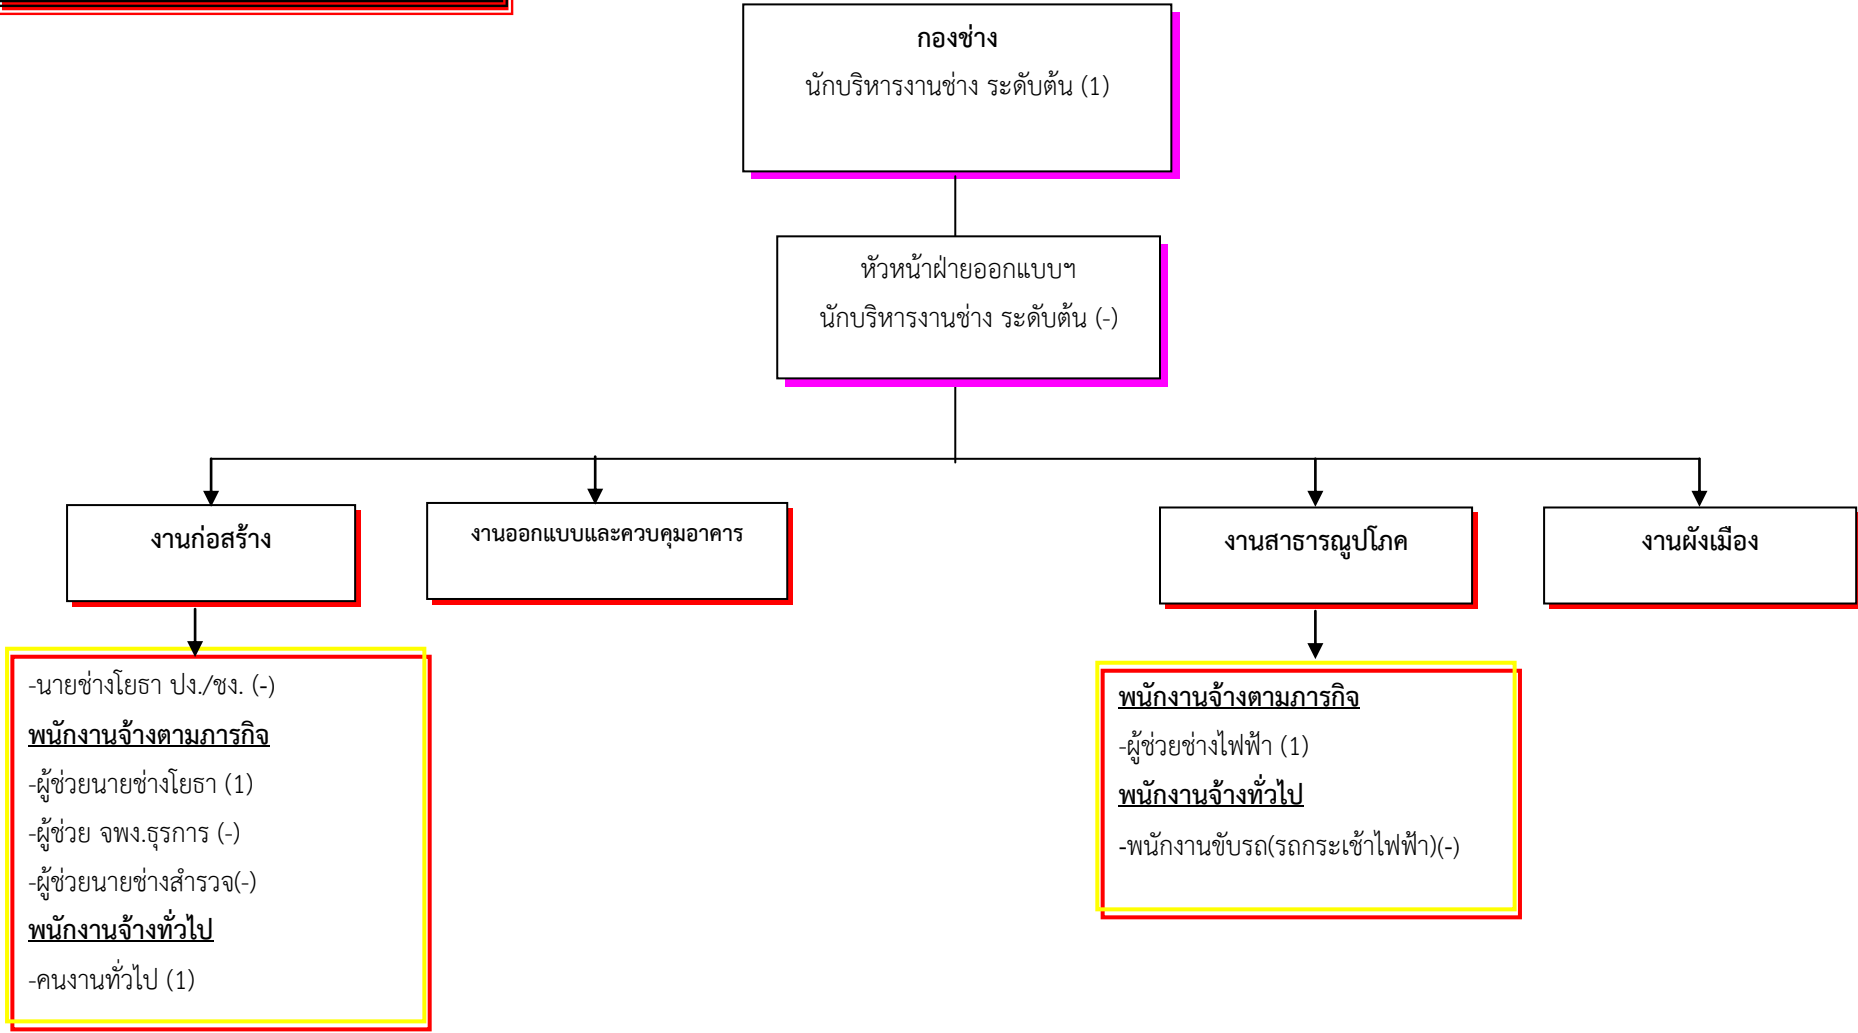 กองช่าง
นักบริหารงานช่าง ระดับต้น (1)
หัวหน้าฝ่ายออกแบบฯ
นักบริหารงานช่าง ระดับต้น (-)
งานก่อสร้าง
งานออกแบบและควบคุมอาคาร
งานสาธารณูปโภค
งานผังเมือง
-นายช่างโยธา ปง./ชง. (-)
พนักงานจ้างตามภารกิจ
-ผู้ช่วยนายช่างโยธา (1)
-ผู้ช่วย จพง.ธุรการ (-)
-ผู้ช่วยนายช่างสำรวจ(-)
พนักงานจ้างทั่วไป
-คนงานทั่วไป (1)
พนักงานจ้างตามภารกิจ
-ผู้ช่วยช่างไฟฟ้า (1)
พนักงานจ้างทั่วไป
-พนักงานขับรถ(รถกระเช้าไฟฟ้า)(-)